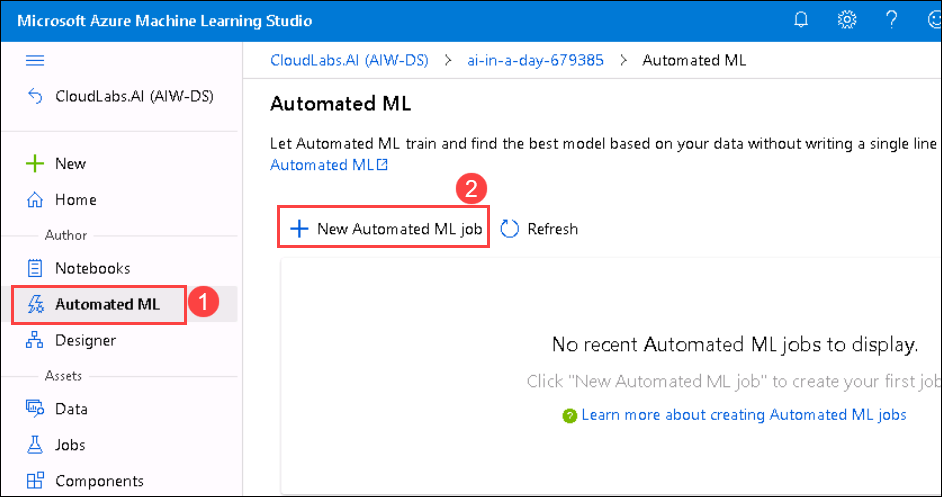 Microsoft Azure Machine Learning Studio
CloudLabs.AI (AIW-DS)
New
Home
Author
Notebooks
Automated ML
1
Designer
Assets
Data
Jobs
Components
CloudLabs.AI (AIW-DS) > ai-in-a-day-679385 > Automated ML
Automated ML
Let Automated ML train and find the best model based on your data without writing a single line
Automated ML
2
New Automated ML job
Refresh
No recent Automated ML jobs to display.
Click "New Automated ML job" to create your first job
? Learn more about creating Automated ML jobs